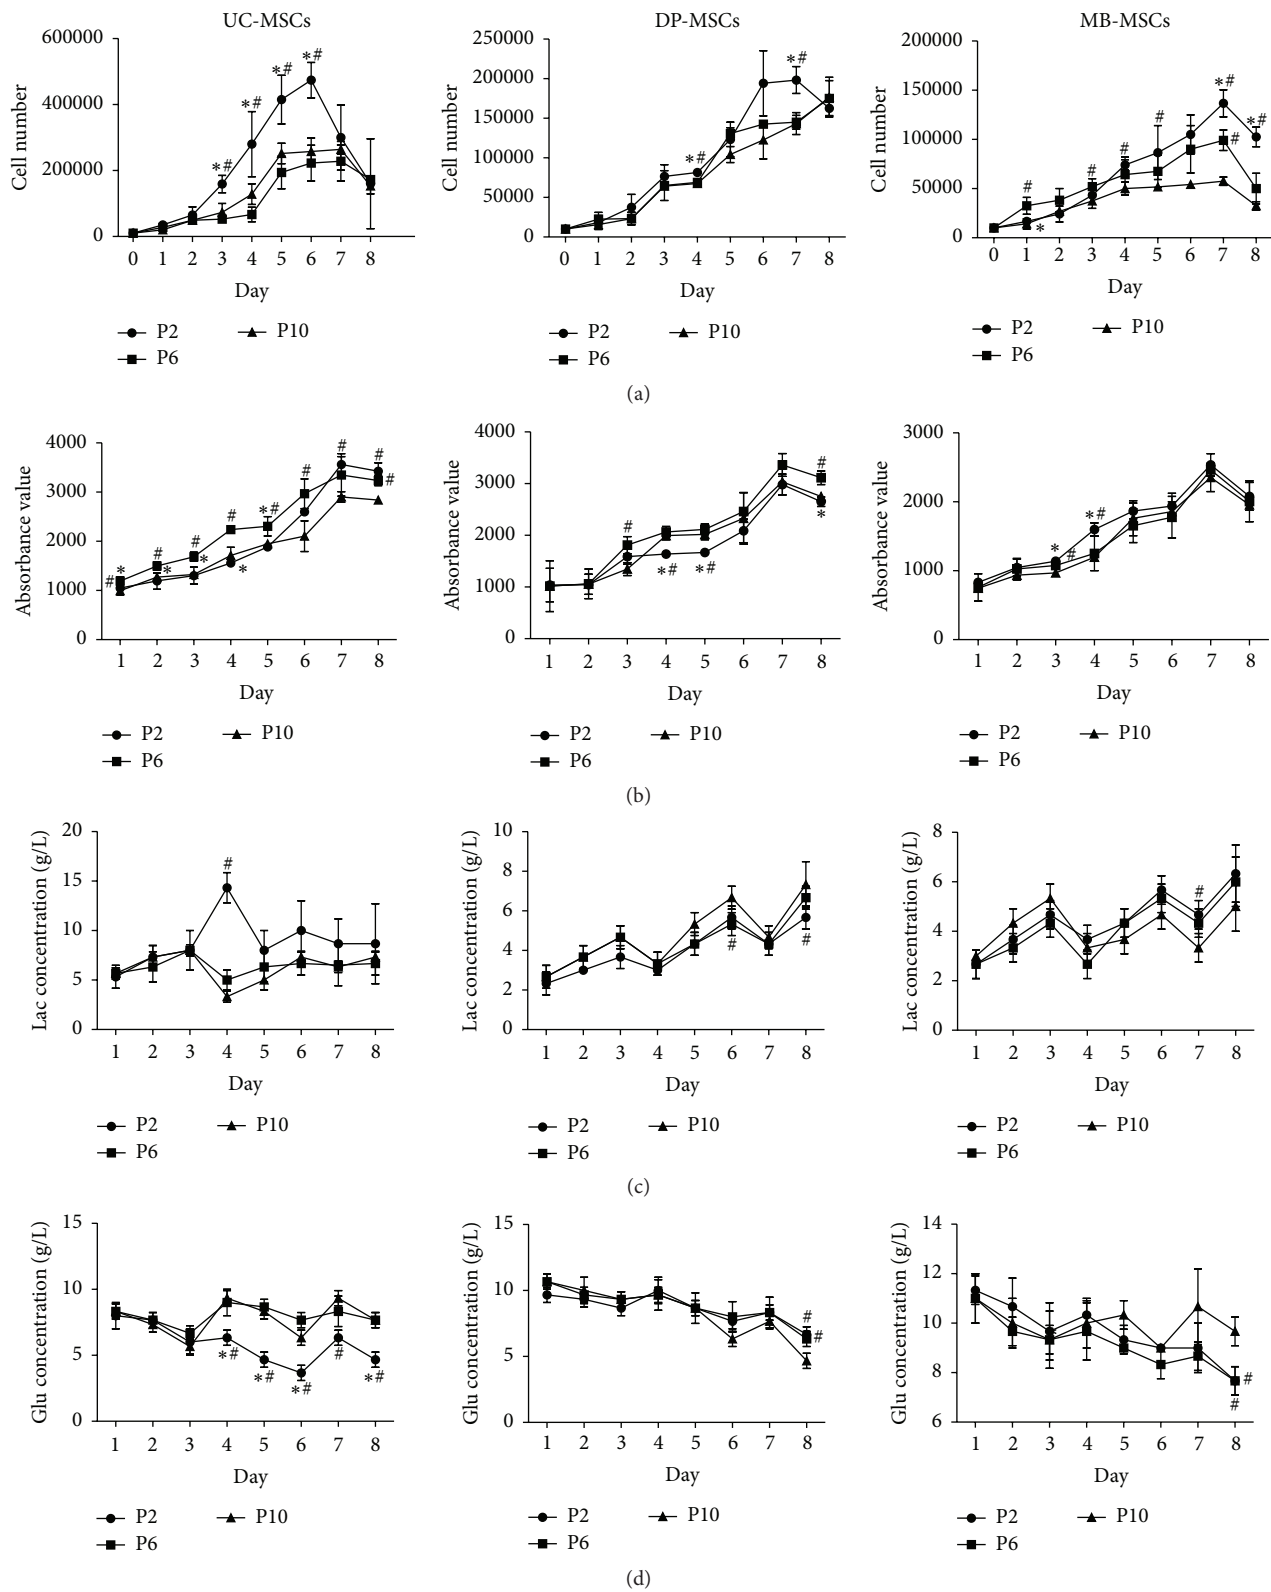 UC-MSCs
DP-MSCs
MB-MSCs
Cell number
600000
400000
200000
0
*#
*#
*#
*#
0 1 2 3 4 5 6 7 8
Day
P2
P10
P6
Cell number
250000
200000
150000
100000
50000
0
*#
*#
0 1 2 3 4 5 6 7 8
Day
P2
P10
P6
Cell number
200000
150000
100000
50000
0
#
*
#
#
#
*#
#
*#
0 1 2 3 4 5 6 7 8
Day
P2
P10
P6
(a)
Absorbance value
4000
3000
2000
1000
0
#
*
#
*
#
*
#
*
*#
#
#
#
#
1 2 3 4 5 6 7 8
Day
P2
P10
P6
Absorbance value
4000
3000
2000
1000
0
#
*#
*#
#
*
1 2 3 4 5 6 7 8
Day
P2
P10
P6
Absorbance value
3000
2000
1000
0
*
#
*#
1 2 3 4 5 6 7 8
Day
P2
P10
P6
(b)
Lac concentration (g/L)
20
15
10
5
0
#
1 2 3 4 5 6 7 8
Day
P2
P10
P6
Lac concentration (g/L)
10
8
6
4
2
0
#
#
1 2 3 4 5 6 7 8
Day
P2
P10
P6
Lac concentration (g/L)
8
6
4
2
0
#
1 2 3 4 5 6 7 8
Day
P2
P10
P6
(c)
Glu concentration (g/L)
15
10
5
0
*#
*#
*#
#
*#
1 2 3 4 5 6 7 8
Day
P2
P10
P6
Glu concentration (g/L)
15
10
5
0
#
#
1 2 3 4 5 6 7 8
Day
P2
P10
P6
Glu concentration (g/L)
14
12
10
8
6
#
#
1 2 3 4 5 6 7 8
Day
P2
P10
P6
(d)